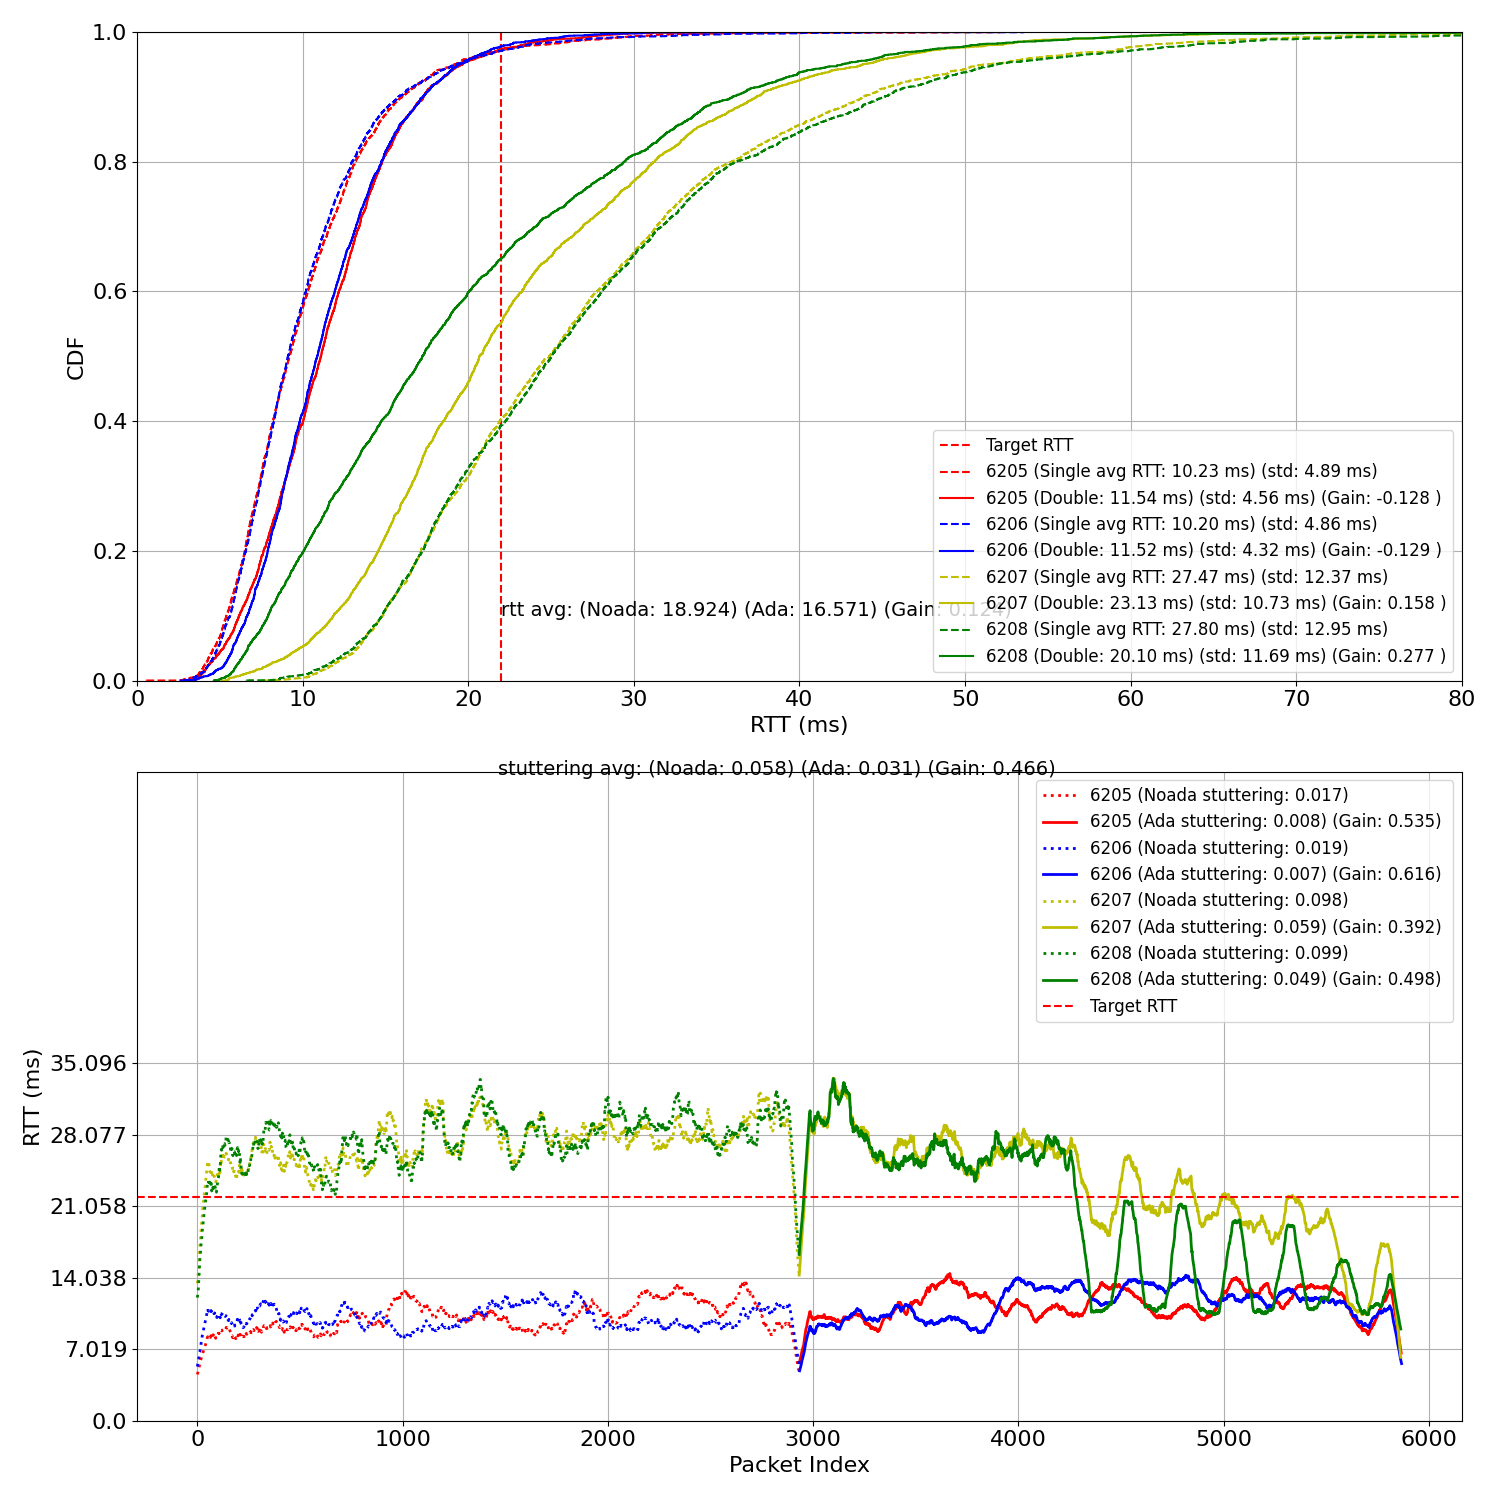 1.0
0.8
0.6
0.4
0.2
0.0
CDF
0 10 20 30 40 50 60 70 80
RTT (ms)
rtt avg: (Noada: 18.924) (Ada: 16.571) (Gain: 0.124)
Target RTT
6205 (Single avg RTT: 10.23 ms) (std: 4.89 ms)
6205 (Double: 11.54 ms) (std: 4.56 ms) (Gain: -0.128 )
6206 (Single avg RTT: 10.20 ms) (std: 4.86 ms)
6206 (Double: 11.52 ms) (std: 4.32 ms) (Gain: -0.129 )
6207 (Single avg RTT: 27.47 ms) (std: 12.37 ms)
6207 (Double: 23.13 ms) (std: 10.73 ms) (Gain: 0.158 )
6208 (Single avg RTT: 27.80 ms) (std: 12.95 ms)
6208 (Double: 20.10 ms) (std: 11.69 ms) (Gain: 0.277 )
stuttering avg: (Noada: 0.058) (Ada: 0.031) (Gain: 0.466)
6205 (Noada stuttering: 0.017)
6205 (Ada stuttering: 0.008) (Gain: 0.535)
6206 (Noada stuttering: 0.019)
6206 (Ada stuttering: 0.007) (Gain: 0.616)
6207 (Noada stuttering: 0.098)
6207 (Ada stuttering: 0.059) (Gain: 0.392)
6208 (Noada stuttering: 0.099)
6208 (Ada stuttering: 0.049) (Gain: 0.498)
Target RTT
35.096
28.077
21.058
14.038
7.019
0.0
RTT (ms)
0 1000 2000 3000 4000 5000 6000
Packet Index